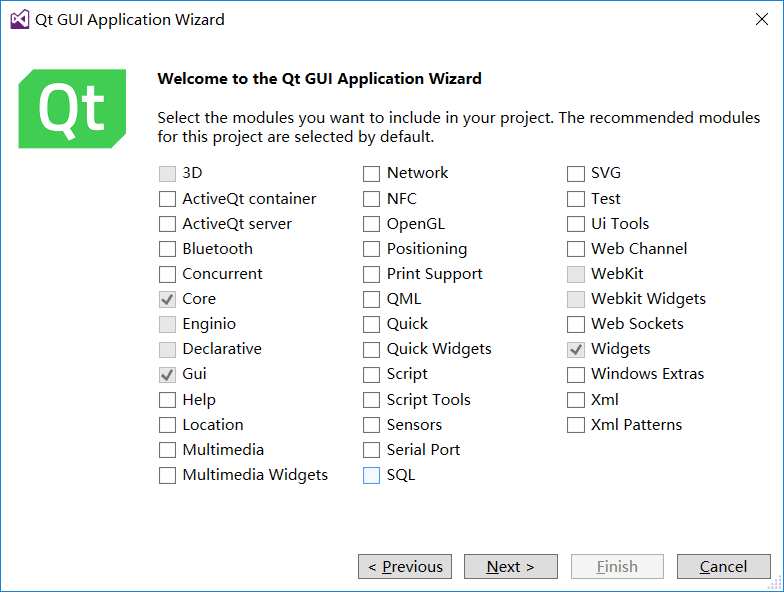 Qt GUI Application Wizard
Qt
Welcome to the Qt GUI Application Wizard
Select the modules you want to include in your project. The recommended modules
for this project are selected by default.
3D
ActiveQt container
ActiveQt server
Bluetooth
Concurrent
Core
Enginio
Declarative
Gui
Help
Location
Multimedia
Multimedia Widgets
Network
NFC
OpenGL
Positioning
Print Support
QML
Quick
Quick Widgets
Script
Script Tools
Sensors
Serial Port
SQL
SVG
Test
Ui Tools
Web Channel
WebKit
Webkit Widgets
Web Sockets
Widgets
Windows Extras
Xml
Xml Patterns
< Previous
Next >
Finish
Cancel